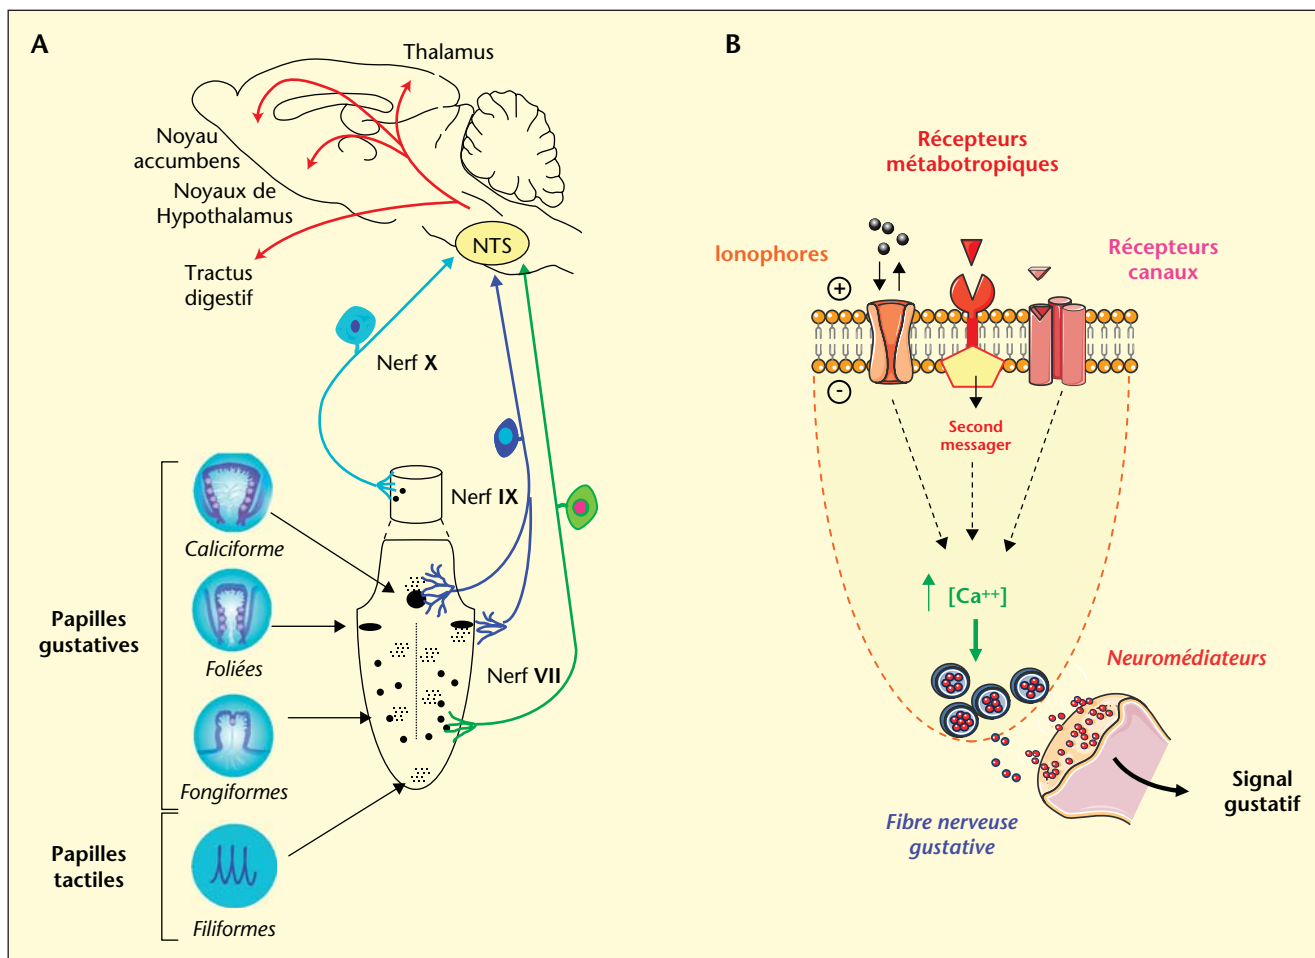 A
Thalamus
Noyau
accumbens
Noyaux de
Hypothalamus
Tractus
digestif
NTS
Nerf X
Nerf IX
Nerf VII
Papilles
gustatives
Caliciforme
Foliées
Fongiformes
Papilles
tactiles
Filiformes
B
Récepteurs
métabotropiques
Ionophores
Récepteurs
canaux
+
-
Second
messager
[Ca++]
Neuromédiateurs
Signal
gustatif
Fibre nerveuse
gustative